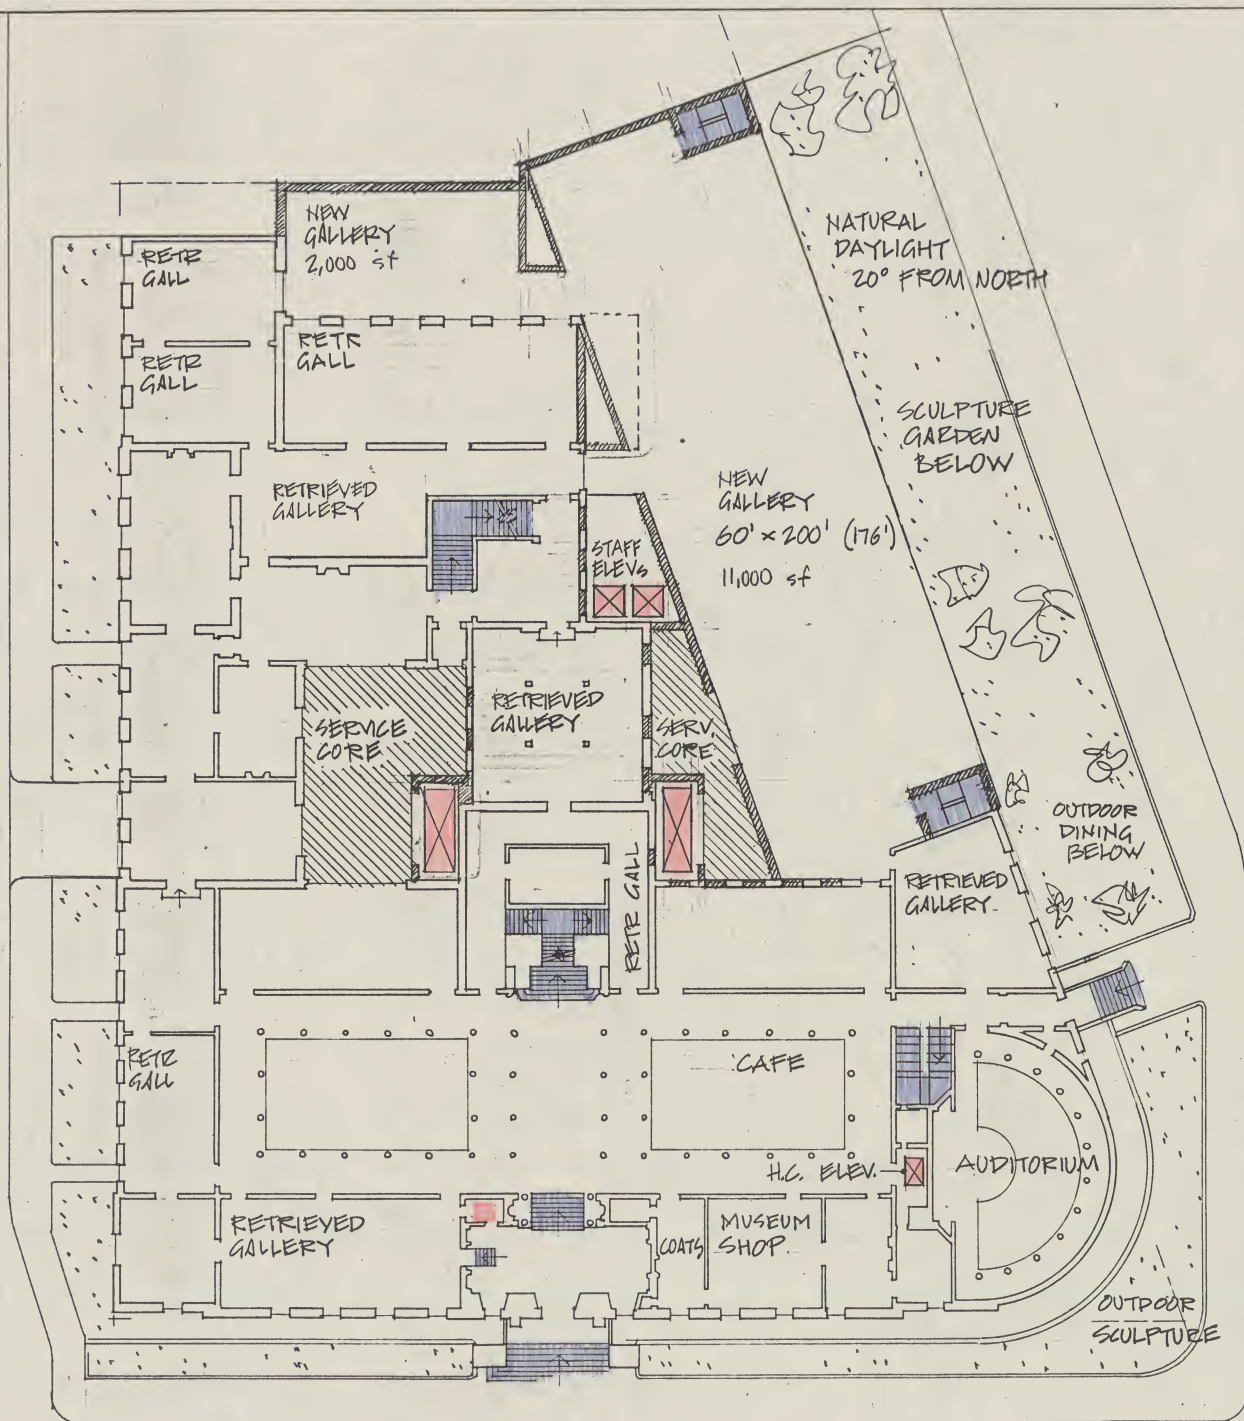 NEW
GALLERY
2,000 sf
RETR
GALL
RETR
GALL
RETR
GALL
NATURAL
DAYLIGHT
20° FROM NORTH
SCULPTURE
GARDEN
BELOW
RETRIEVED
GALLERY
NEW
GALLERY
60' x 200' (176')
11,000 sf
STAFF
ELEVS
SERVICE
CORE
RETRIEVED
GALLERY
SERV.
CORE
OUTDOOR
DINING
BELOW
RETR GALL
RETRIEVED
GALLERY
RETR
GALL
CAFE
H.C. ELEV.
AUDITORIUM
RETRIEVED
GALLERY
COATS
MUSEUM
SHOP.
OUTDOOR
SCULPTURE